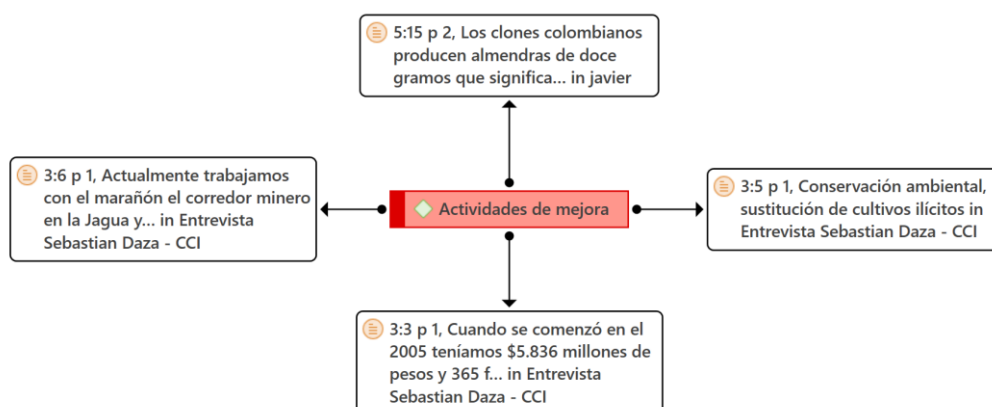 5:15 p 2, Los clones colombianos
producen almendras de doce
gramos que significa... in javier
3:6 p 1, Actualmente trabajamos
con el marañón el corredor minero
en la Jagua y... in Entrevista
Sebastian Daza - CCI
Actividades de mejora
3:5 p 1, Conservación ambiental,
sustitución de cultivos ilícitos in
Entrevista Sebastian Daza - CCI
3:3 p 1, Cuando se comenzó en el
2005 teníamos $5.836 millones de
pesos y 365 f... in Entrevista
Sebastian Daza - CCI